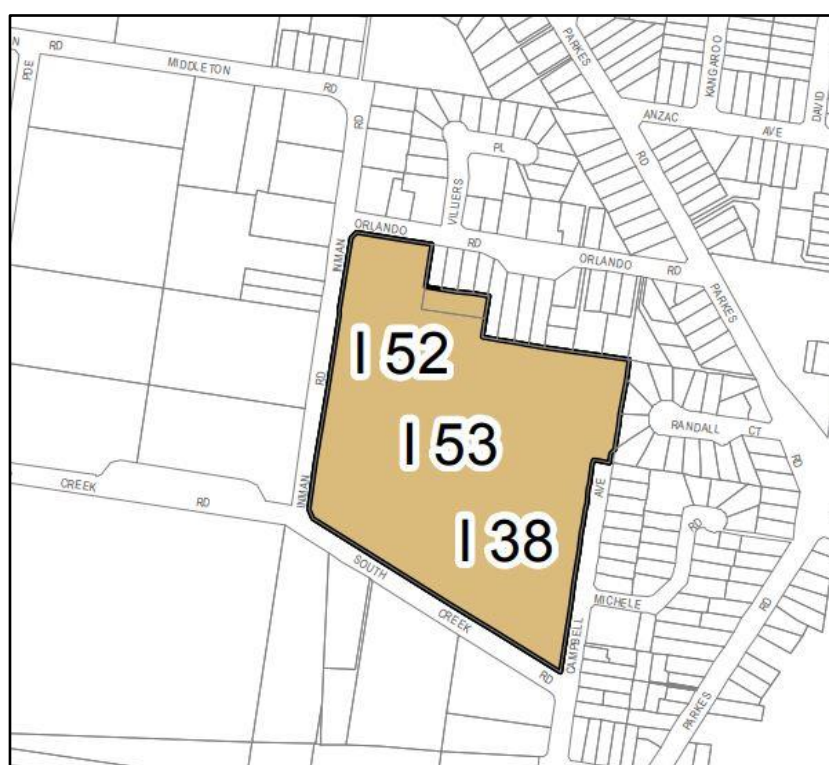 N
RD
PDE
MIDDLETON
RD
PARKES
RD
KANGAROO
ANZAC
AVE
DAVID
RD
PL
VILLIERS
ORLANDO
RD
ORLANDO
RD
PARKES
INMAN
RD
I 52
I 53
I 38
RANDALL
CT
RD
CREEK
RD
INMAN
SOUTH
CREEK
RD
AVE
RD
MICHELE
CAMPBELL
RD
PARKES